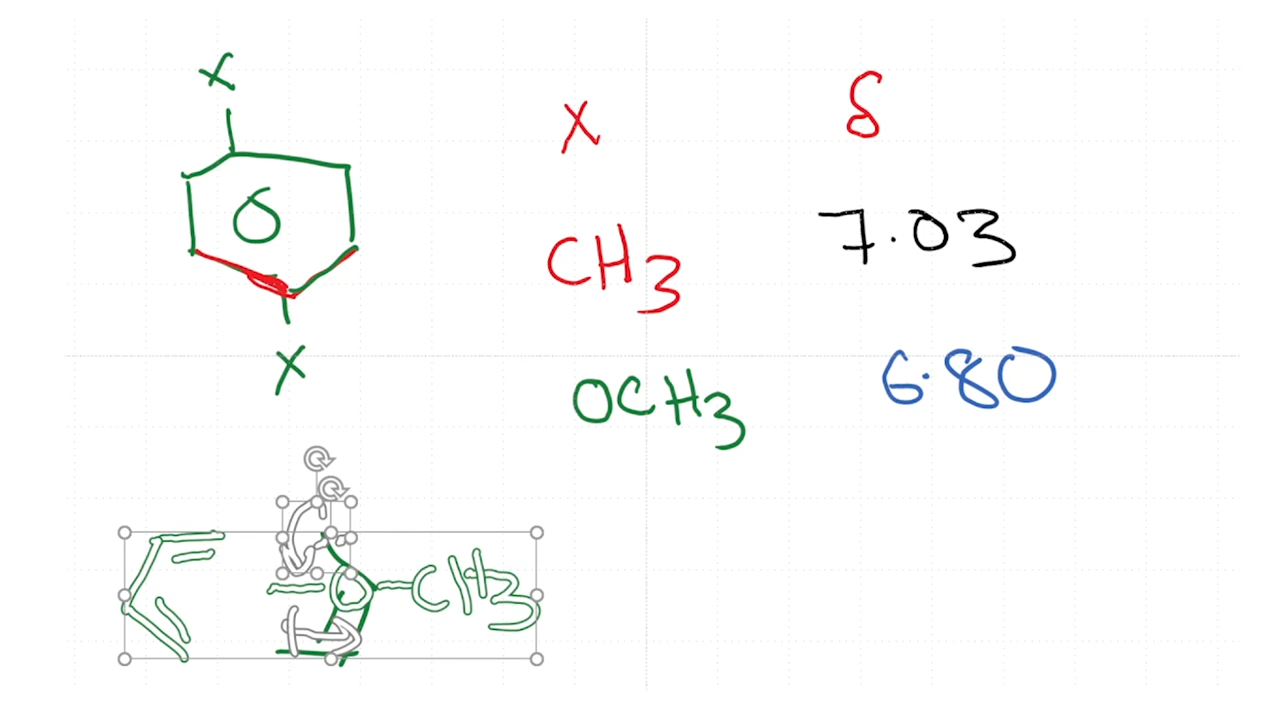 X
X δ
CH3 7.03
X
OCH3 6.80
O-CH3